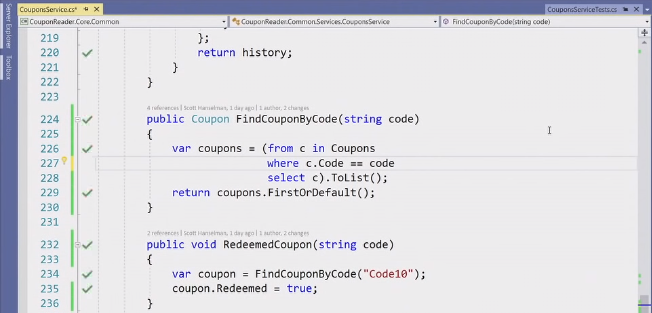 CouponsService.cs*
CouponsServiceTests.cs
CouponReader.Core.Common
CouponReader.Common.Services.CouponsService
FindCouponByCode(string code)
Server Explorer
Toolbox
219 };
220 return history;
221 }
222 }
223
4 references | Scott Hanselman, 1 day ago | 1 author, 2 changes
224 public Coupon FindCouponByCode(string code)
225 {
226 var coupons = (from c in Coupons
227 where c.Code == code
228 select c).ToList();
229 return coupons.FirstOrDefault();
230 }
231
2 references | Scott Hanselman, 1 day ago | 1 author, 2 changes
232 public void RedeemedCoupon(string code)
233 {
234 var coupon = FindCouponByCode("Code10");
235 coupon.Redeemed = true;
236 }